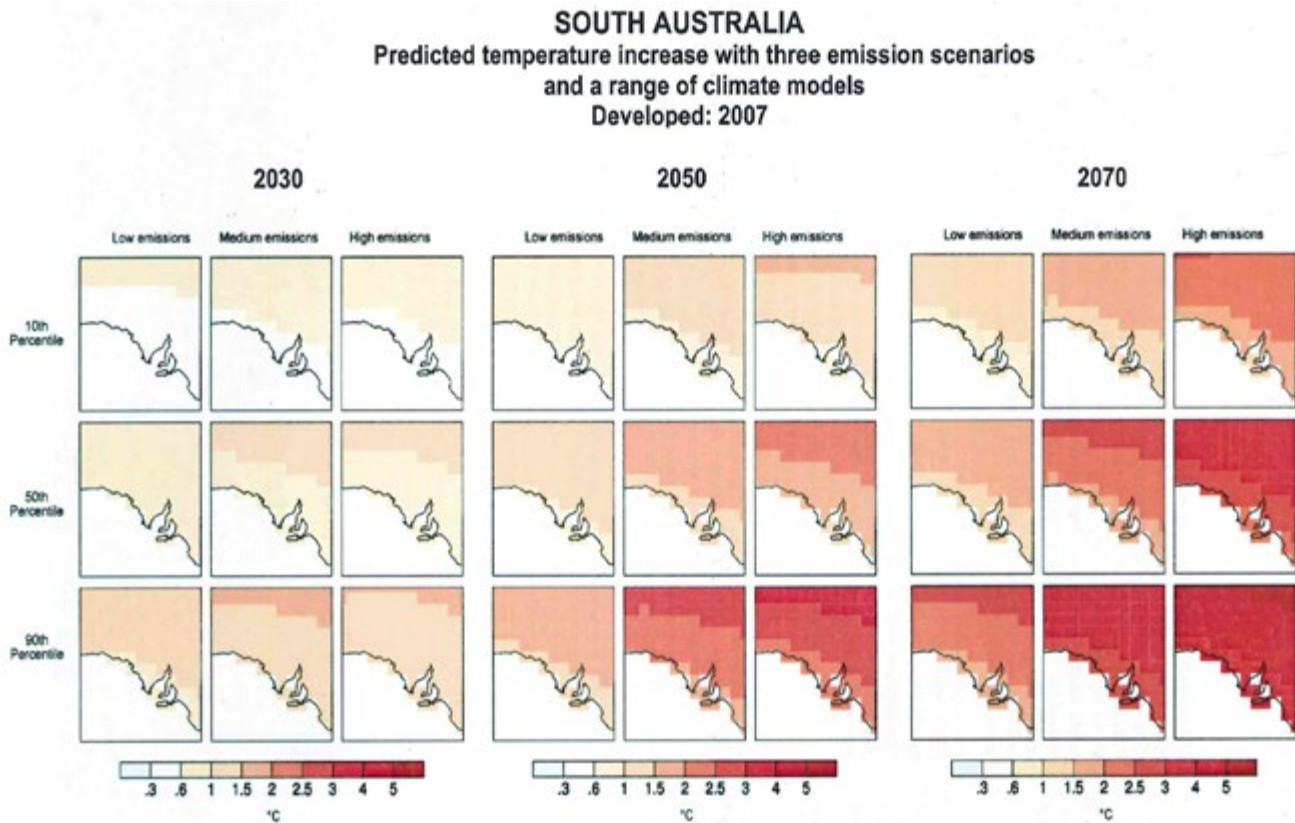 SOUTH AUSTRALIA
Predicted temperature increase with three emission scenarios
and a range of climate models
Developed: 2007
2030
2050
2070
Low emissions Medium emissions High emissions
Low emissions Medium emissions High emissions
Low emissions Medium emissions High emissions
10th
Percentile
50th
Percentile
90th
Percentile
.3 .6 1 1.5 2 2.5 3 4 5
°C
.3 .6 1 1.5 2 2.5 3 4 5
°C
.3 .6 1 1.5 2 2.5 3 4 5
°C